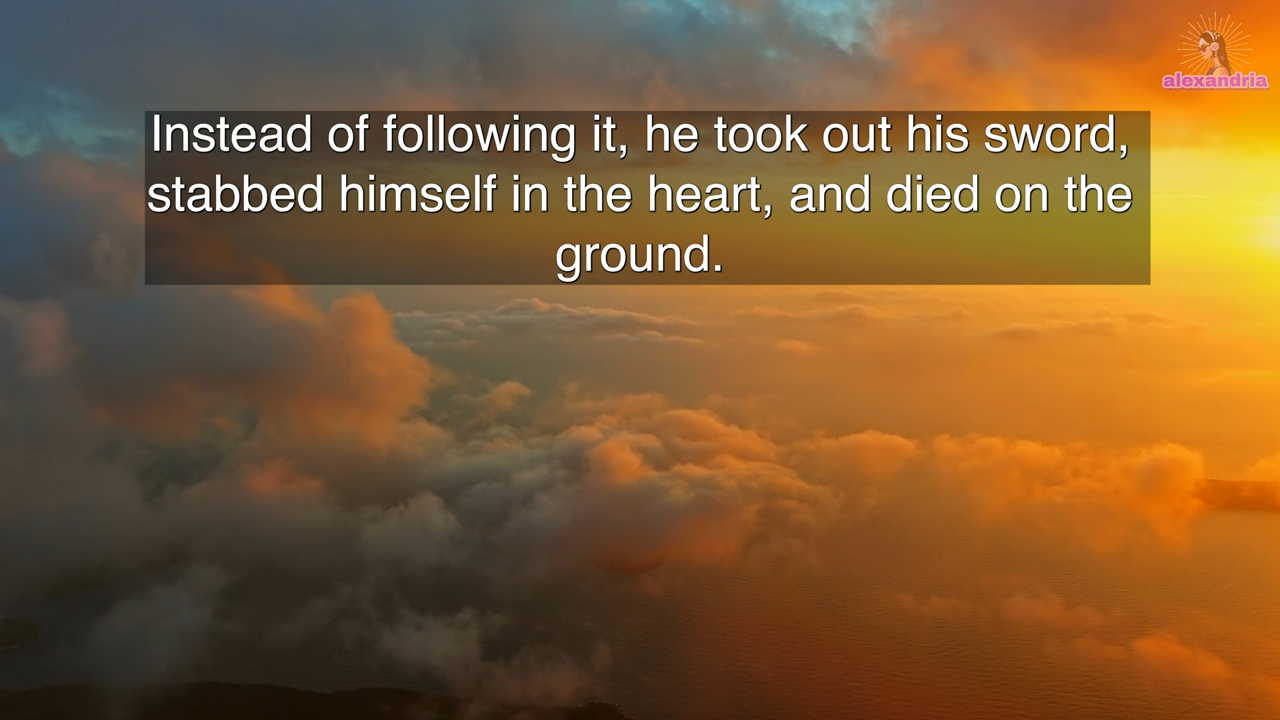 alexandria
Instead of following it, he took out his sword,
stabbed himself in the heart, and died on the
ground.